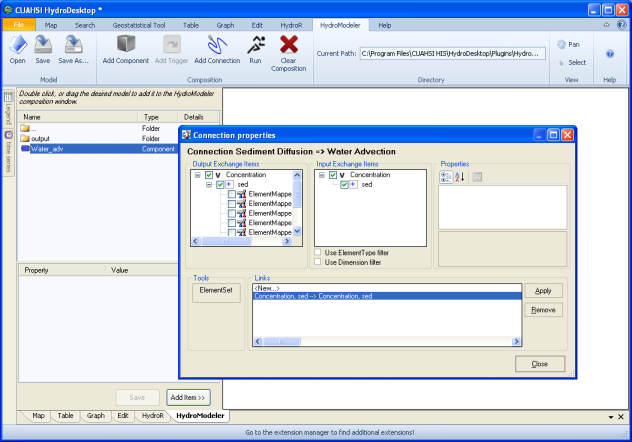 CUAHSI HydroDesktop *
File Map Search Geostatistical Tool Table Graph Edit HydroR HydroModeler Help
Open Save Save As... Add Component Add Trigger Add Connection Run Clear Composition
Current Path: C:\Program Files\CUAHSI HIS\HydroDesktop\Plugins\Hydro...
Pan
Select
Model Composition Directory View Help
Legend
time series
Double click, or drag the desired model to add it to the HydroModeler
composition window.
Name Type Details
... Folder
output Folder
Water_adv Component
Connection properties
Connection Sediment Diffusion => Water Advection
Output Exchange Items Input Exchange Items Properties
Concentration Concentration
sed sed
ElementMappe
ElementMappe
ElementMappe
ElementMappe
Use ElementType filter
Use Dimension filter
Property Value
Tools Links
ElementSet
<New...>
Concentration, sed --> Concentration, sed
Apply
Remove
Close
Save Add Item >>
Map Table Graph Edit HydroR HydroModeler
Go to the extension manager to find additional extensions!